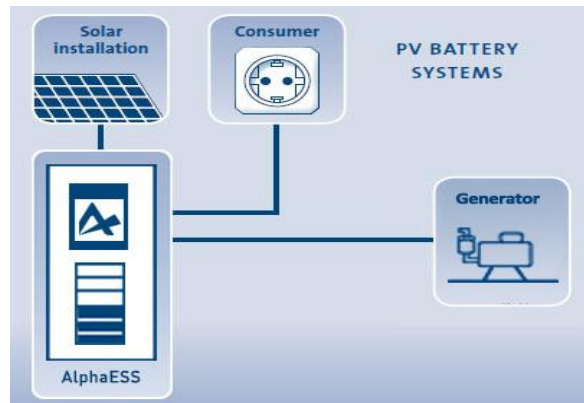 Solar
installation
Consumer
PV BATTERY
SYSTEMS
Generator
AlphaESS